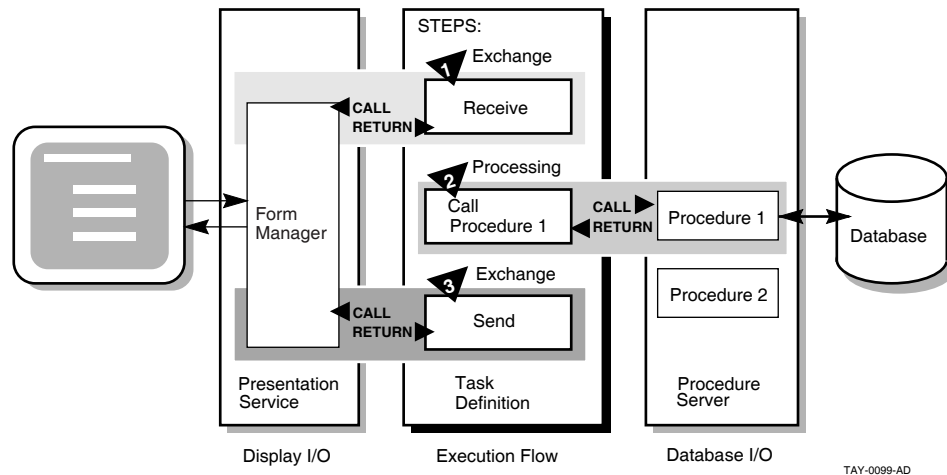 STEPS:
1 Exchange
Receive
CALL
RETURN
2 Processing
Call
Procedure 1
CALL
RETURN
Procedure 1
Database
Form
Manager
3 Exchange
Send
CALL
RETURN
Procedure 2
Presentation
Service
Task
Definition
Procedure
Server
Display I/O
Execution Flow
Database I/O
TAY-0099-AD